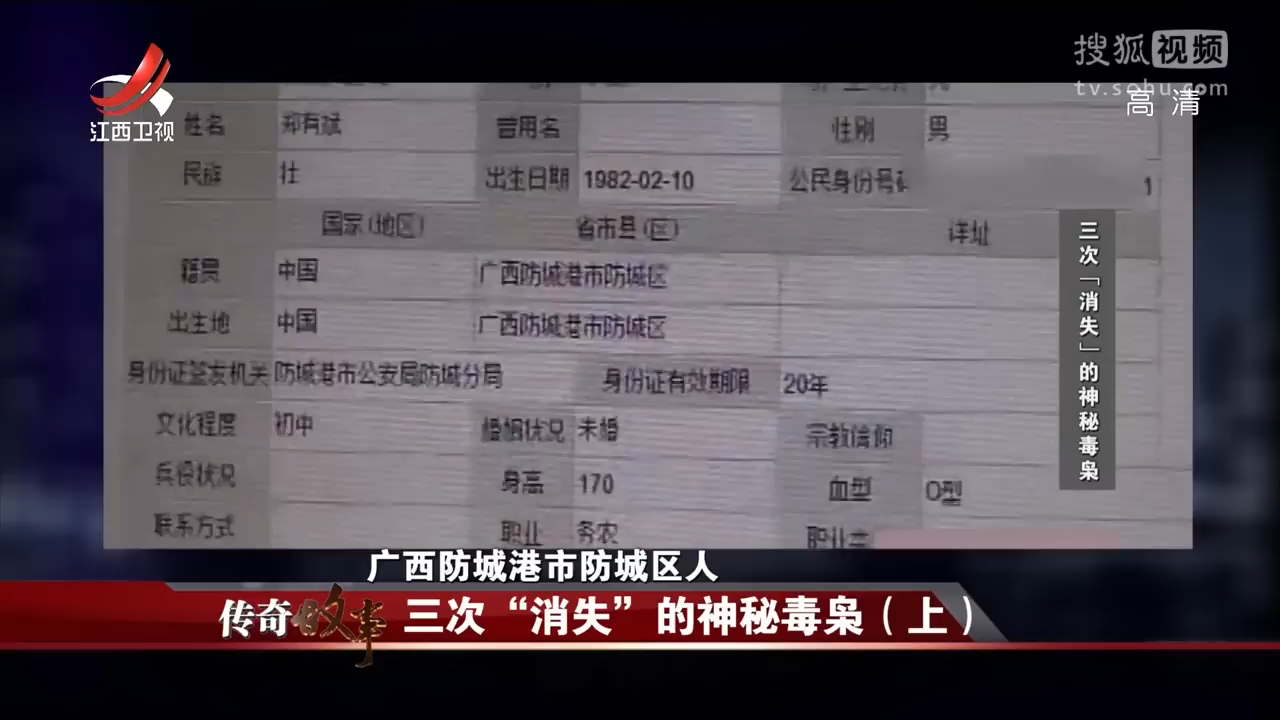 搜狐视频
tv.sohu.com
高清
江西卫视
姓名 郑有斌 曾用名 性别 男
民族 壮 出生日期 1982-02-10 公民身份号码 1
国家(地区) 省市县(区) 详址
籍贯 中国 广西防城港市防城区
出生地 中国 广西防城港市防城区
身份证签发机关 防城港市公安局防城分局 身份证有效期限 20年
文化程度 初中 婚姻状况 未婚 宗教信仰
兵役状况 身高 170 血型 O型
联系方式 职业 务农
三次「消失」的神秘毒枭
广西防城港市防城区人
传奇故事 三次“消失”的神秘毒枭（上）